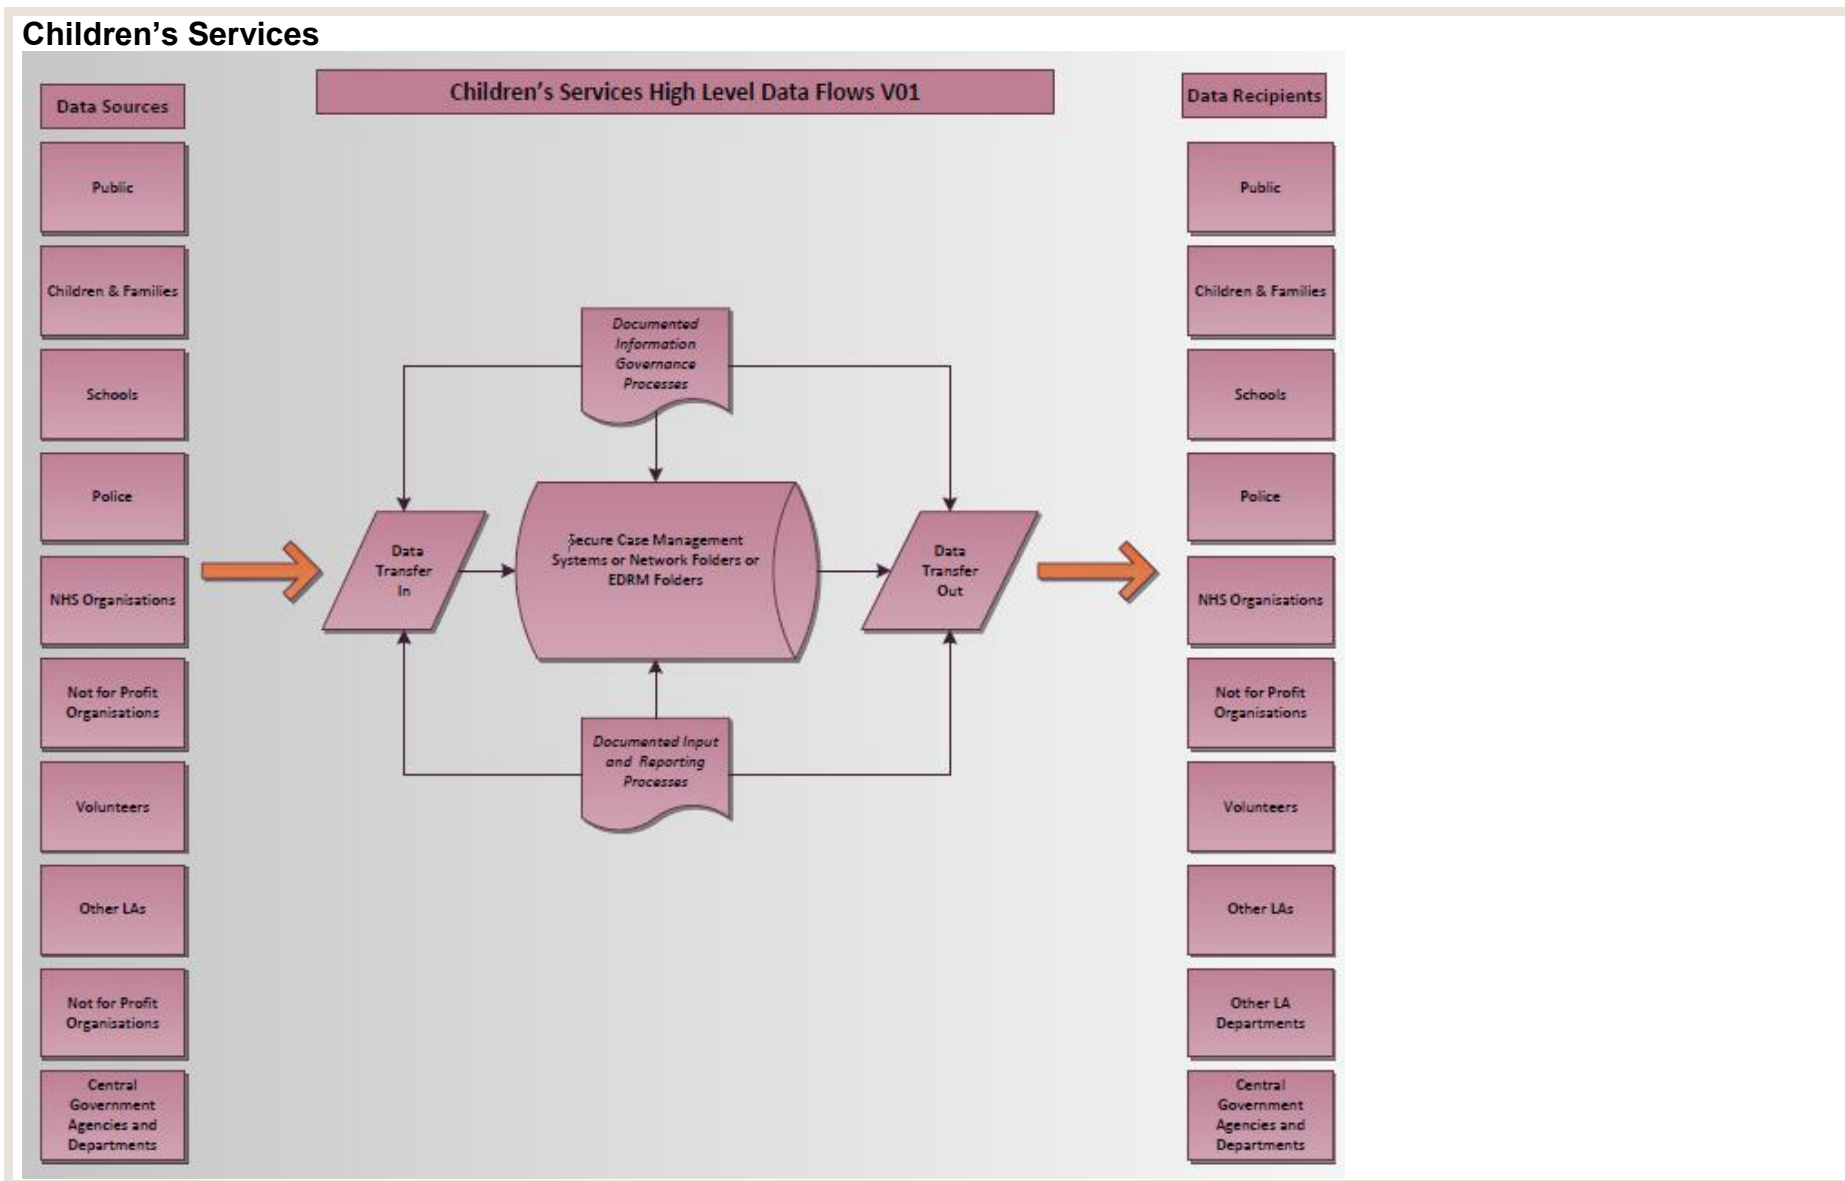 Children’s Services
Children’s Services High Level Data Flows V01
Data Sources
Public
Children & Families
Schools
Police
NHS Organisations
Not for Profit
Organisations
Volunteers
Other LAs
Not for Profit
Organisations
Central
Government
Agencies and
Departments
Documented
Information
Governance
Processes
Data
Transfer
In
Secure Case Management
Systems or Network Folders or
EDRM Folders
Data
Transfer
Out
Documented Input
and Reporting
Processes
Data Recipients
Public
Children & Families
Schools
Police
NHS Organisations
Not for Profit
Organisations
Volunteers
Other LAs
Other LA
Departments
Central
Government
Agencies and
Departments